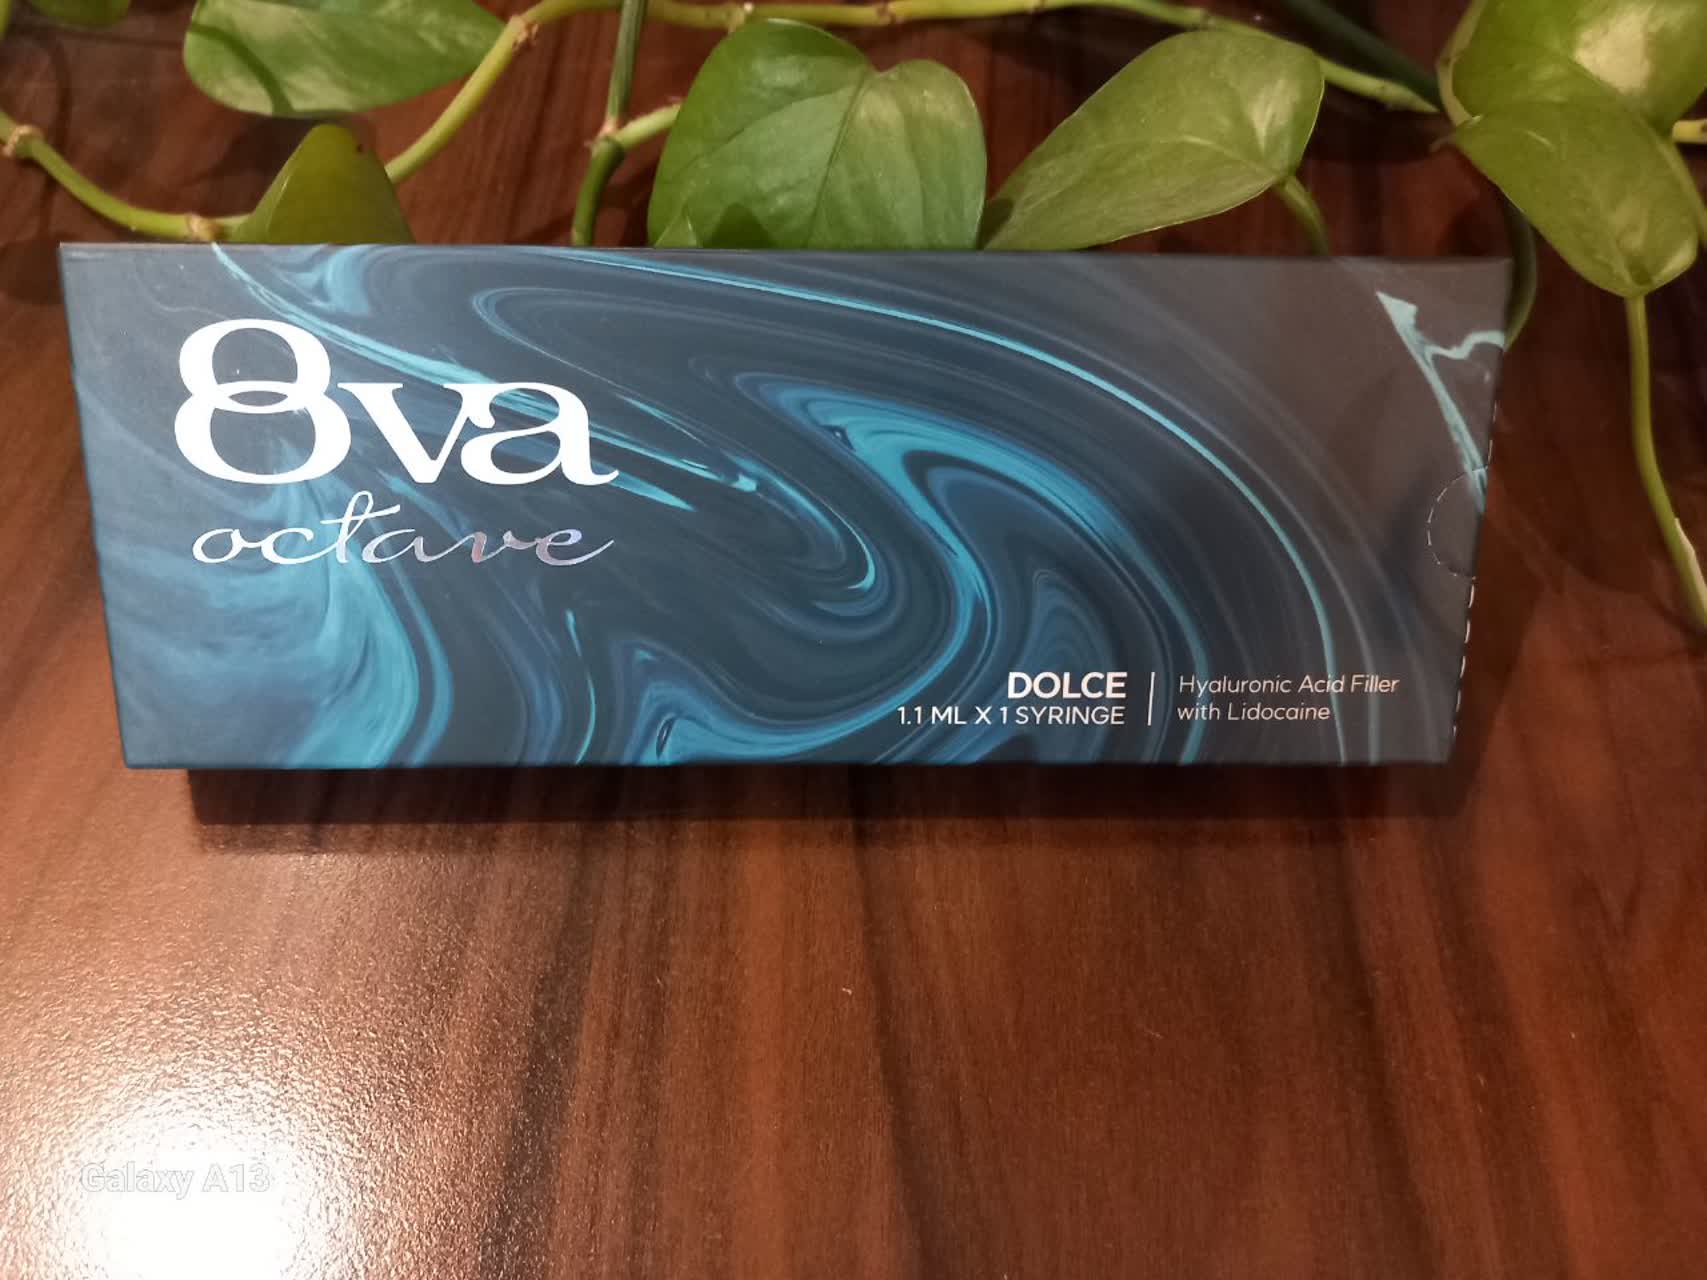 8va
octave
DOLCE
1.1 ML X 1 SYRINGE
Hyaluronic Acid Filler
with Lidocaine
Galaxy A13